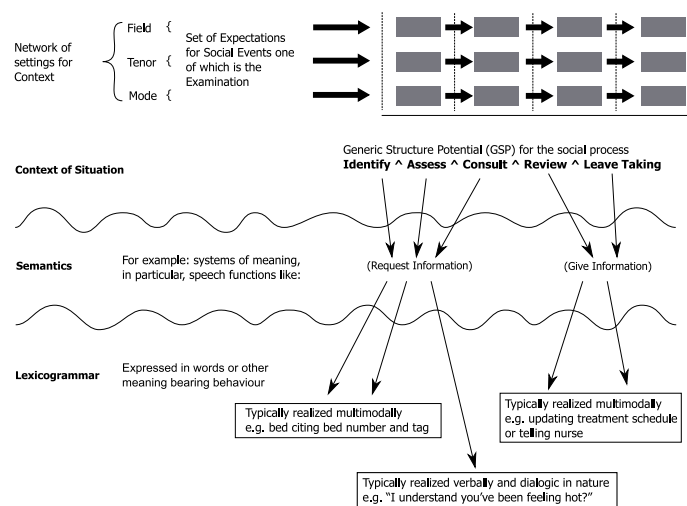 Network of
settings for
Context
Field {
Tenor {
Mode {
Set of Expectations
for Social Events one
of which is the
Examination
Generic Structure Potential (GSP) for the social process
Context of Situation
Identify ^ Assess ^ Consult ^ Review ^ Leave Taking
Semantics
For example: systems of meaning,
in particular, speech functions like:
(Request Information)
(Give Information)
Lexicogrammar
Expressed in words or other
meaning bearing behaviour
Typically realized multimodally
e.g. bed citing bed number and tag
Typically realized multimodally
e.g. updating treatment schedule
or telling nurse
Typically realized verbally and dialogic in nature
e.g. “I understand you’ve been feeling hot?”